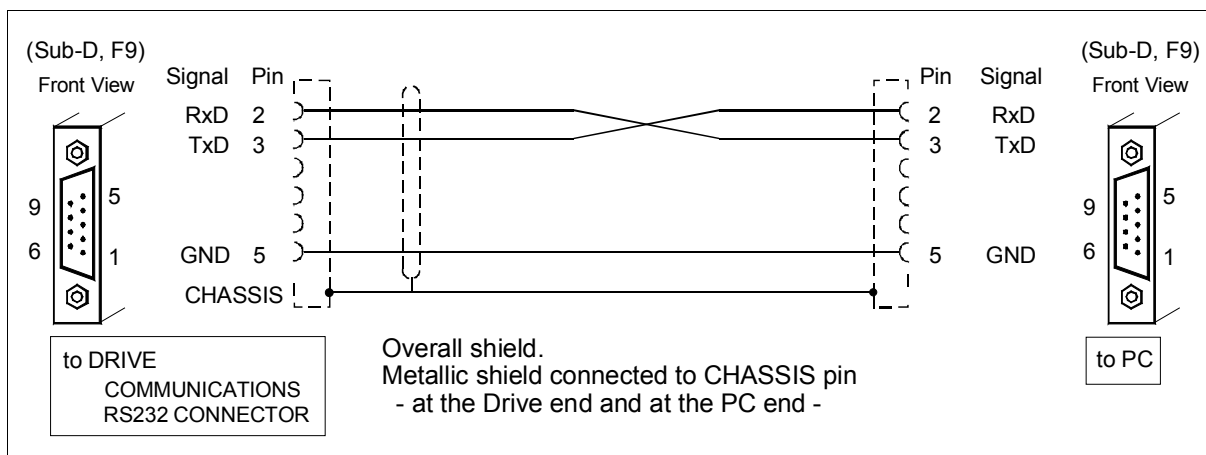 (Sub-D, F9)
Front View
Signal Pin
RxD 2
TxD 3
GND 5
CHASSIS
9
5
6
1
to DRIVE
COMMUNICATIONS
RS232 CONNECTOR
Overall shield.
Metallic shield connected to CHASSIS pin
- at the Drive end and at the PC end -
(Sub-D, F9)
Front View
Pin Signal
2 RxD
3 TxD
5 GND
9
5
6
1
to PC